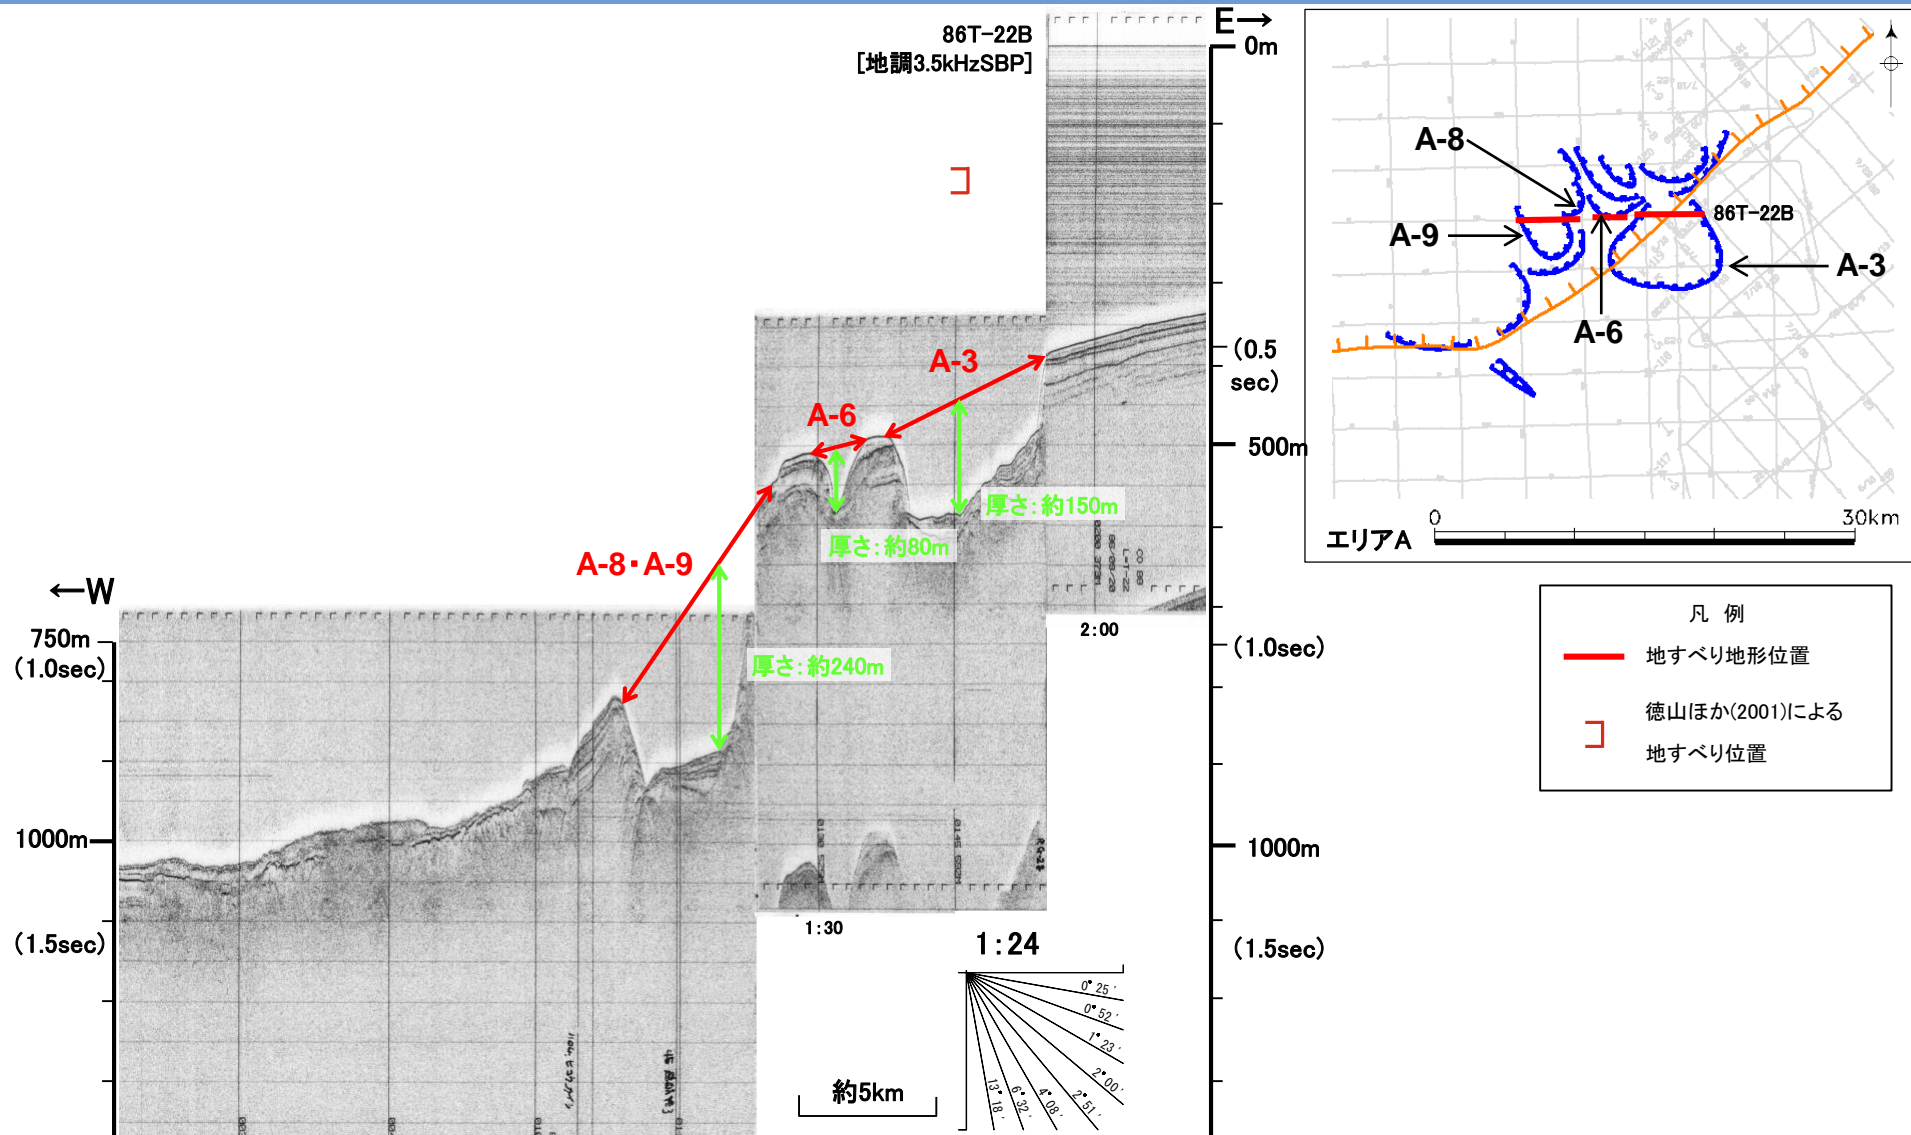 86T-22B
[地調3.5kHzSBP]
E→
0m
(0.5
sec)
500m
(1.0sec)
1000m
(1.5sec)
←W
750m
(1.0sec)
1000m
(1.5sec)
A-3
A-6
A-8・A-9
厚さ:約150m
厚さ:約80m
厚さ:約240m
2:00
1:30
1:24
0°25′
0°52′
1°23′
2°00′
2°51′
4°08′
6°32′
13°18′
約5km
A-8
A-9
86T-22B
A-3
A-6
エリアA
0
30km
凡 例
地すべり地形位置
徳山ほか(2001)による
地すべり位置